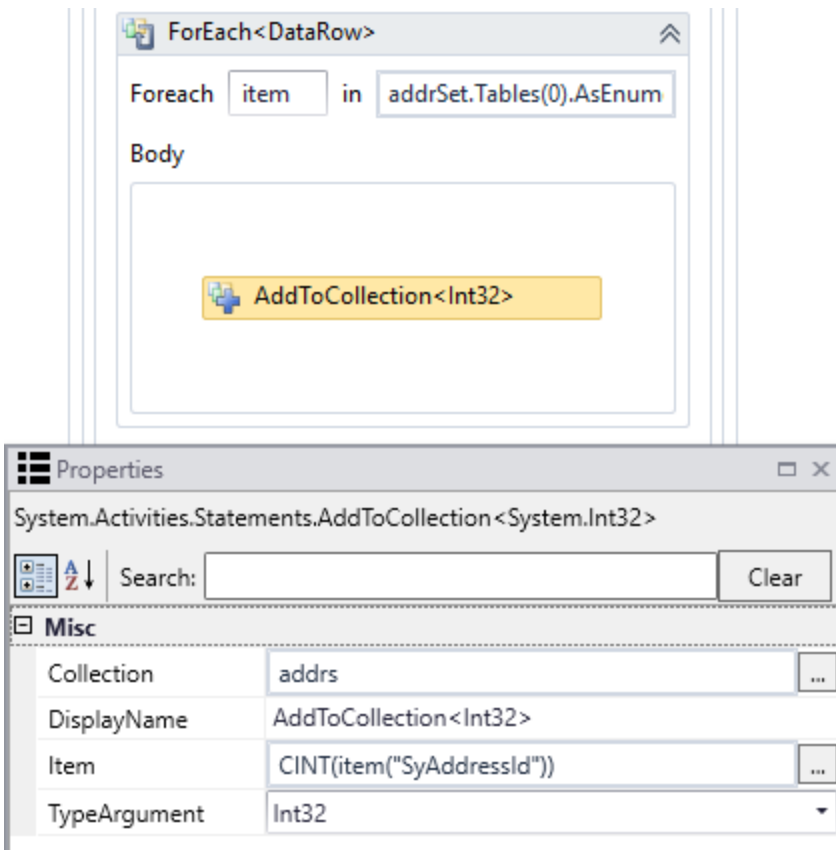 ForEach<DataRow>
Foreach item in addrSet.Tables(0).AsEnum
Body
AddToCollection<Int32>
Properties
System.Activities.Statements.AddToCollection<System.Int32>
A Z Search: Clear
Misc
Collection addrs ...
DisplayName AddToCollection<Int32>
Item CINT(item("SyAddressId")) ...
TypeArgument Int32